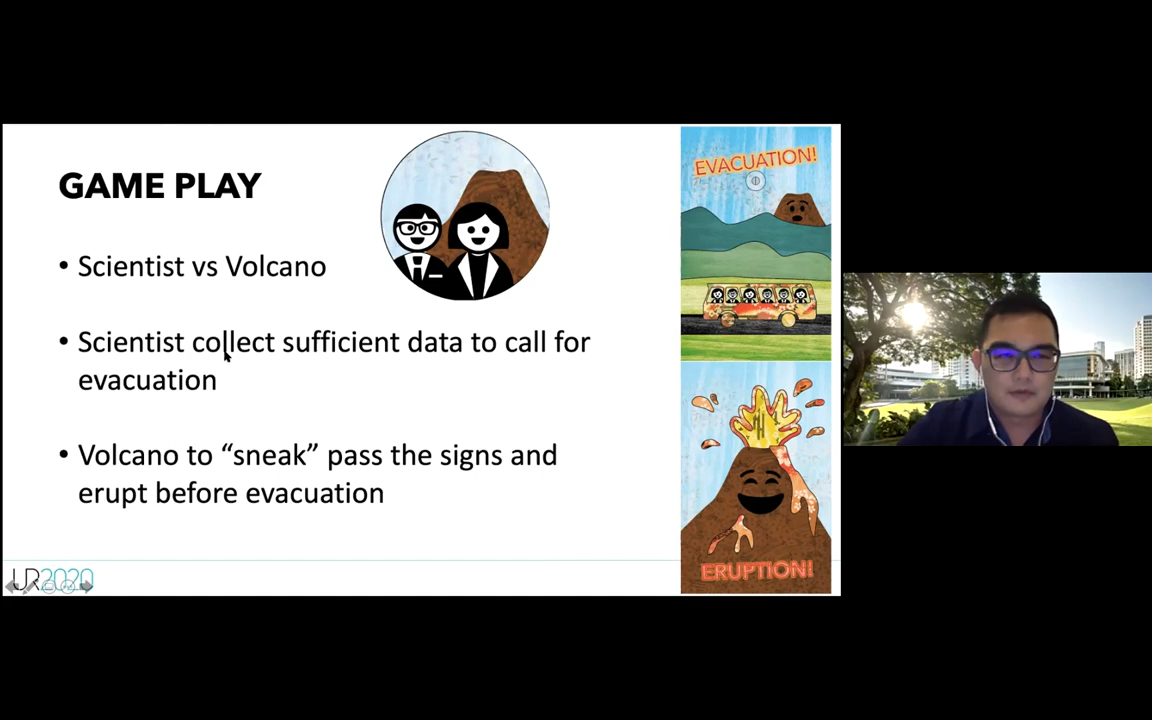 GAME PLAY
• Scientist vs Volcano
• Scientist collect sufficient data to call for
evacuation
• Volcano to “sneak” pass the signs and
erupt before evacuation
UR2020
EVACUATION!
ERUPTION!